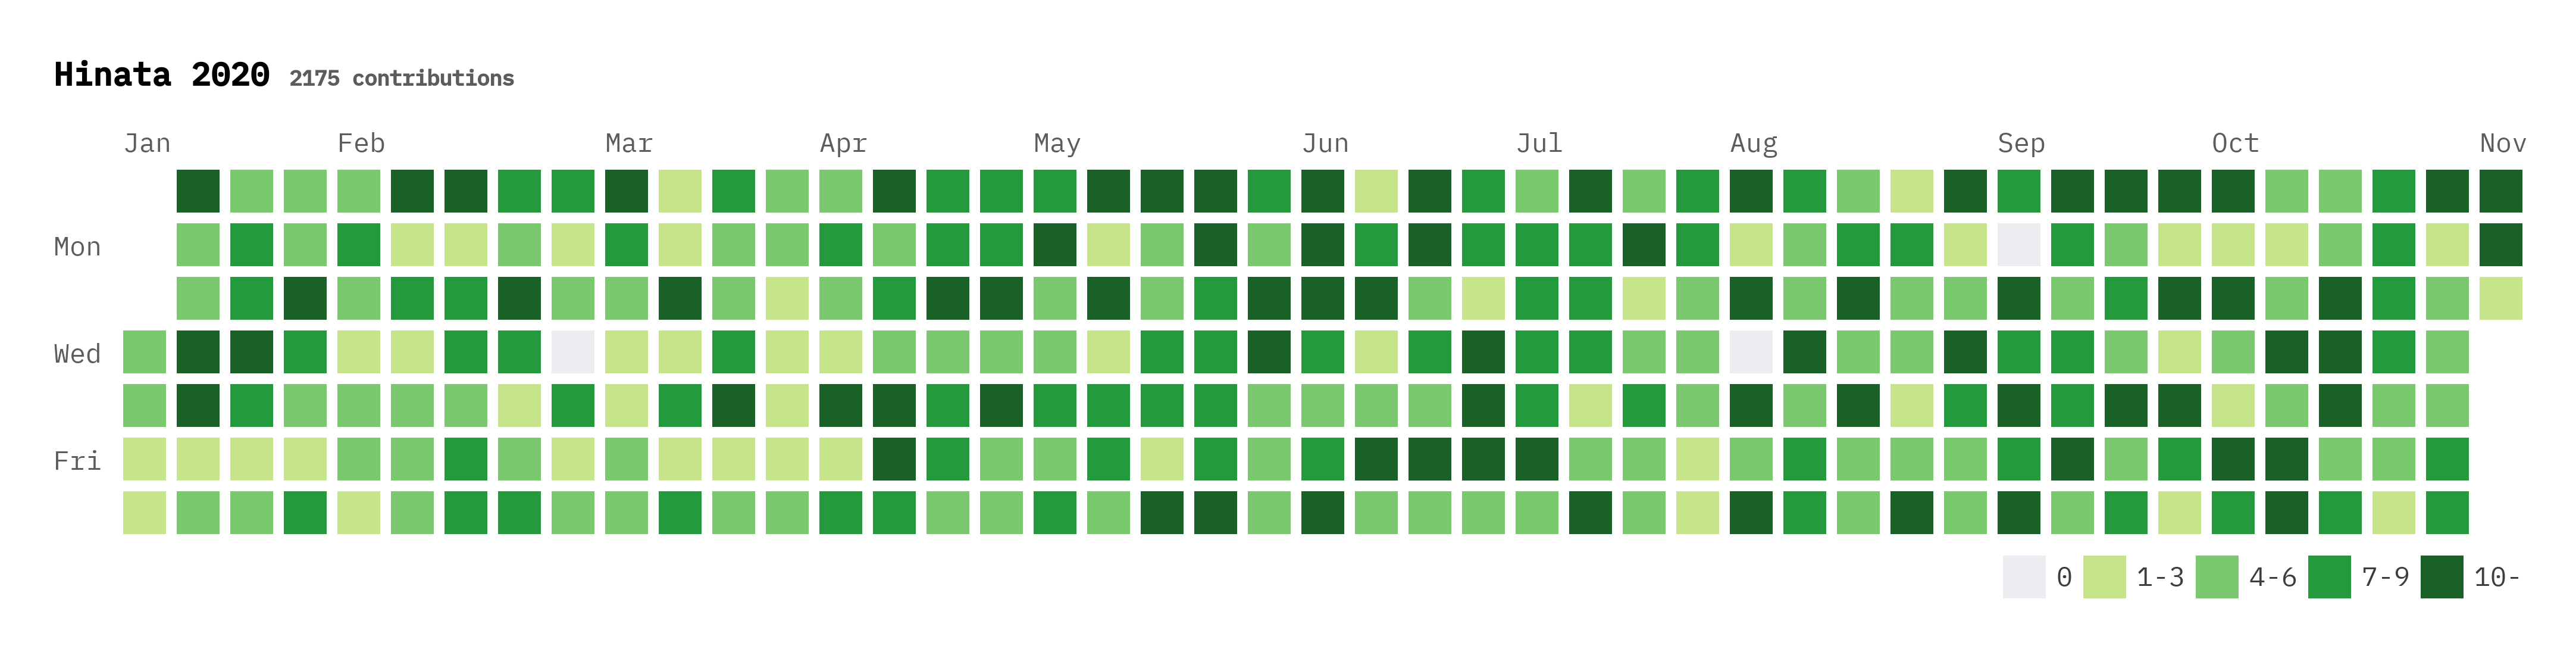 Hinata 2020 2175 contributions
Jan Feb Mar Apr May Jun Jul Aug Sep Oct Nov
Mon
Wed
Fri
0 1-3 4-6 7-9 10-